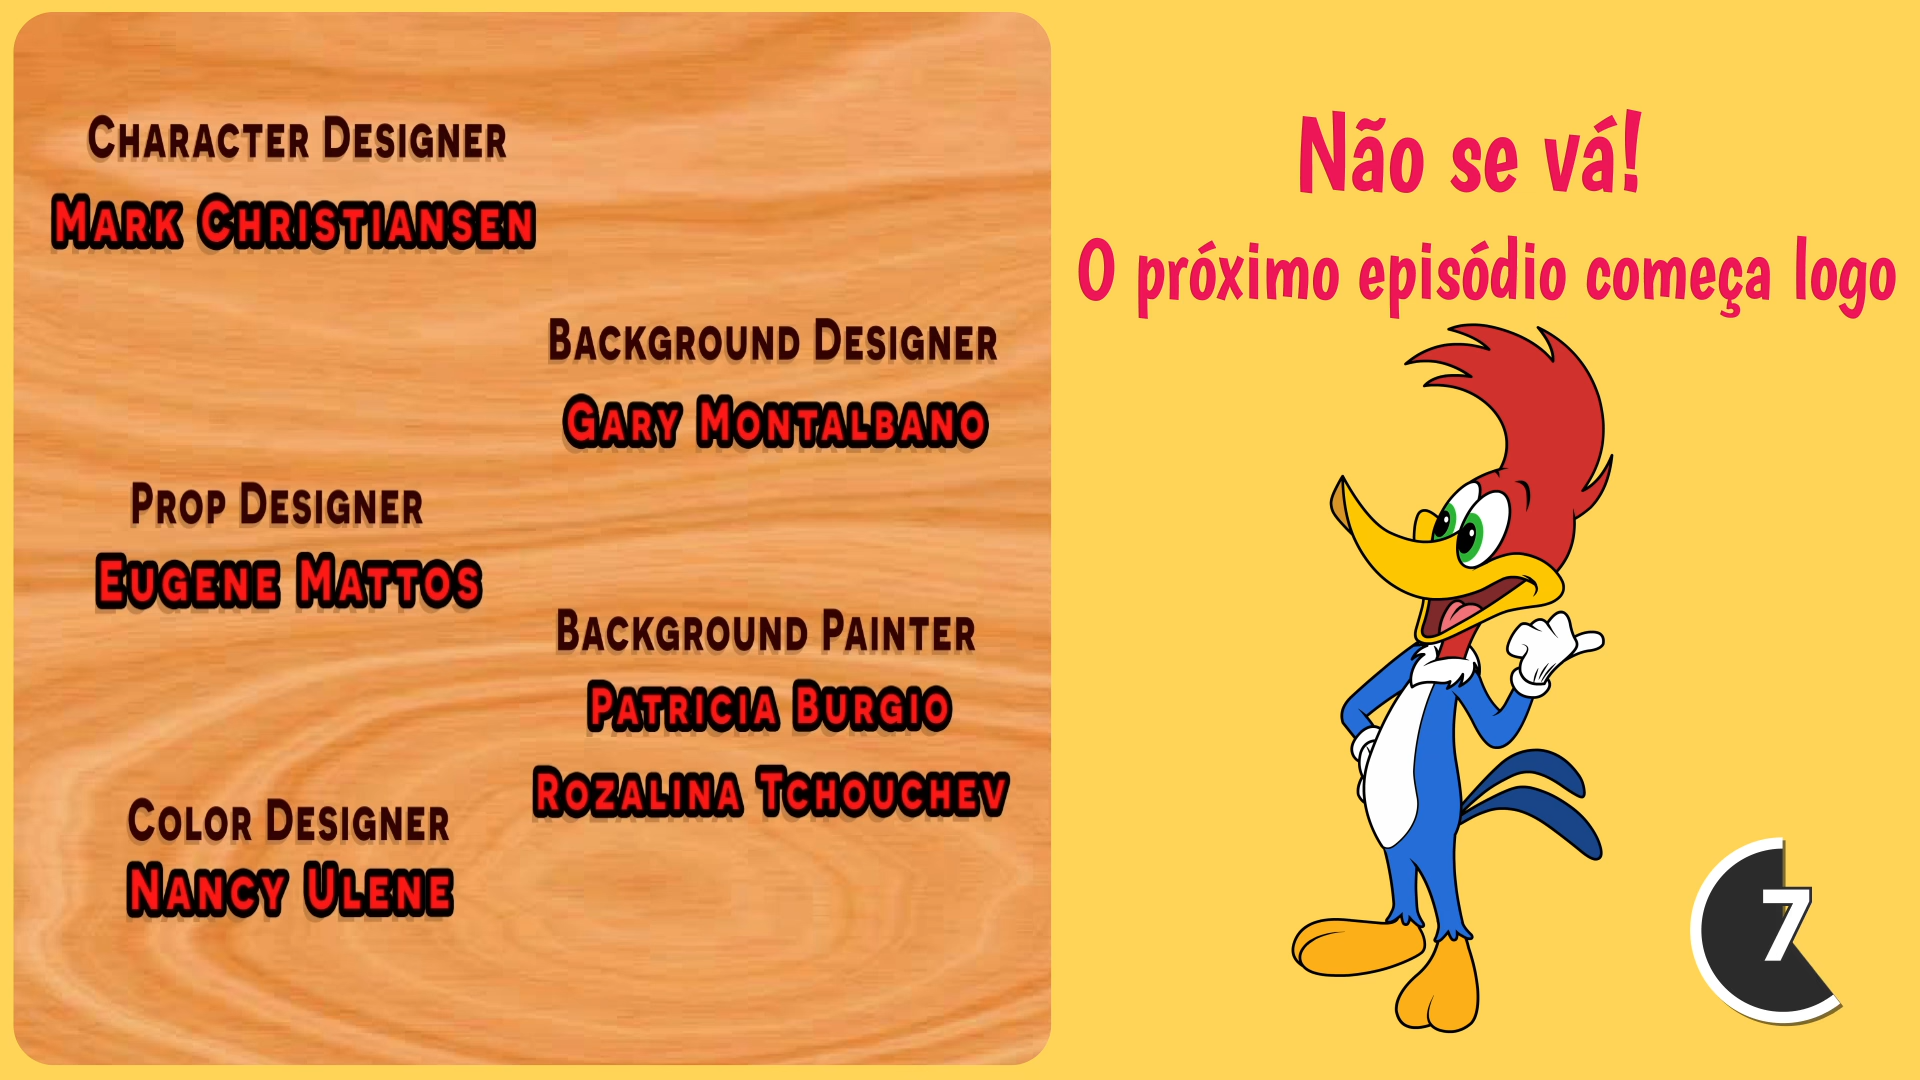 Character Designer
Mark Christiansen
Background Designer
Gary Montalbano
Prop Designer
Eugene Mattos
Background Painter
Patricia Burgio
Rozalina Tchouchev
Color Designer
Nancy Ulene
Não se vá!
O próximo episódio começa logo
7